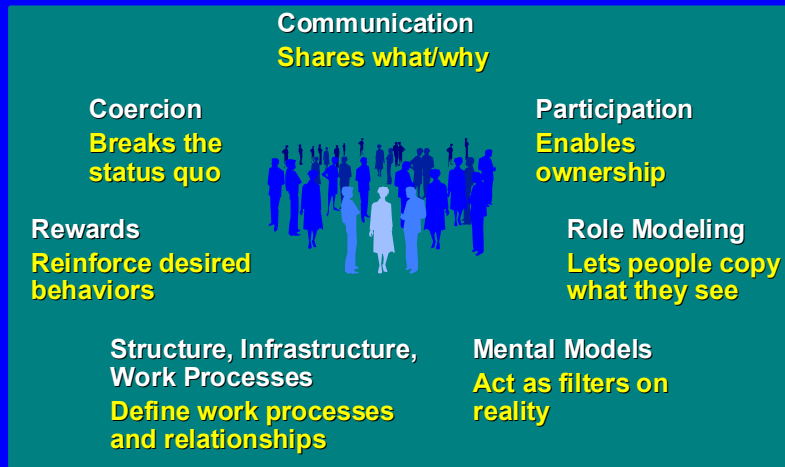 Communication
Shares what/why
Coercion
Breaks the
status quo
Participation
Enables
ownership
Rewards
Reinforce desired
behaviors
Role Modeling
Lets people copy
what they see
Structure, Infrastructure,
Work Processes
Define work processes
and relationships
Mental Models
Act as filters on
reality